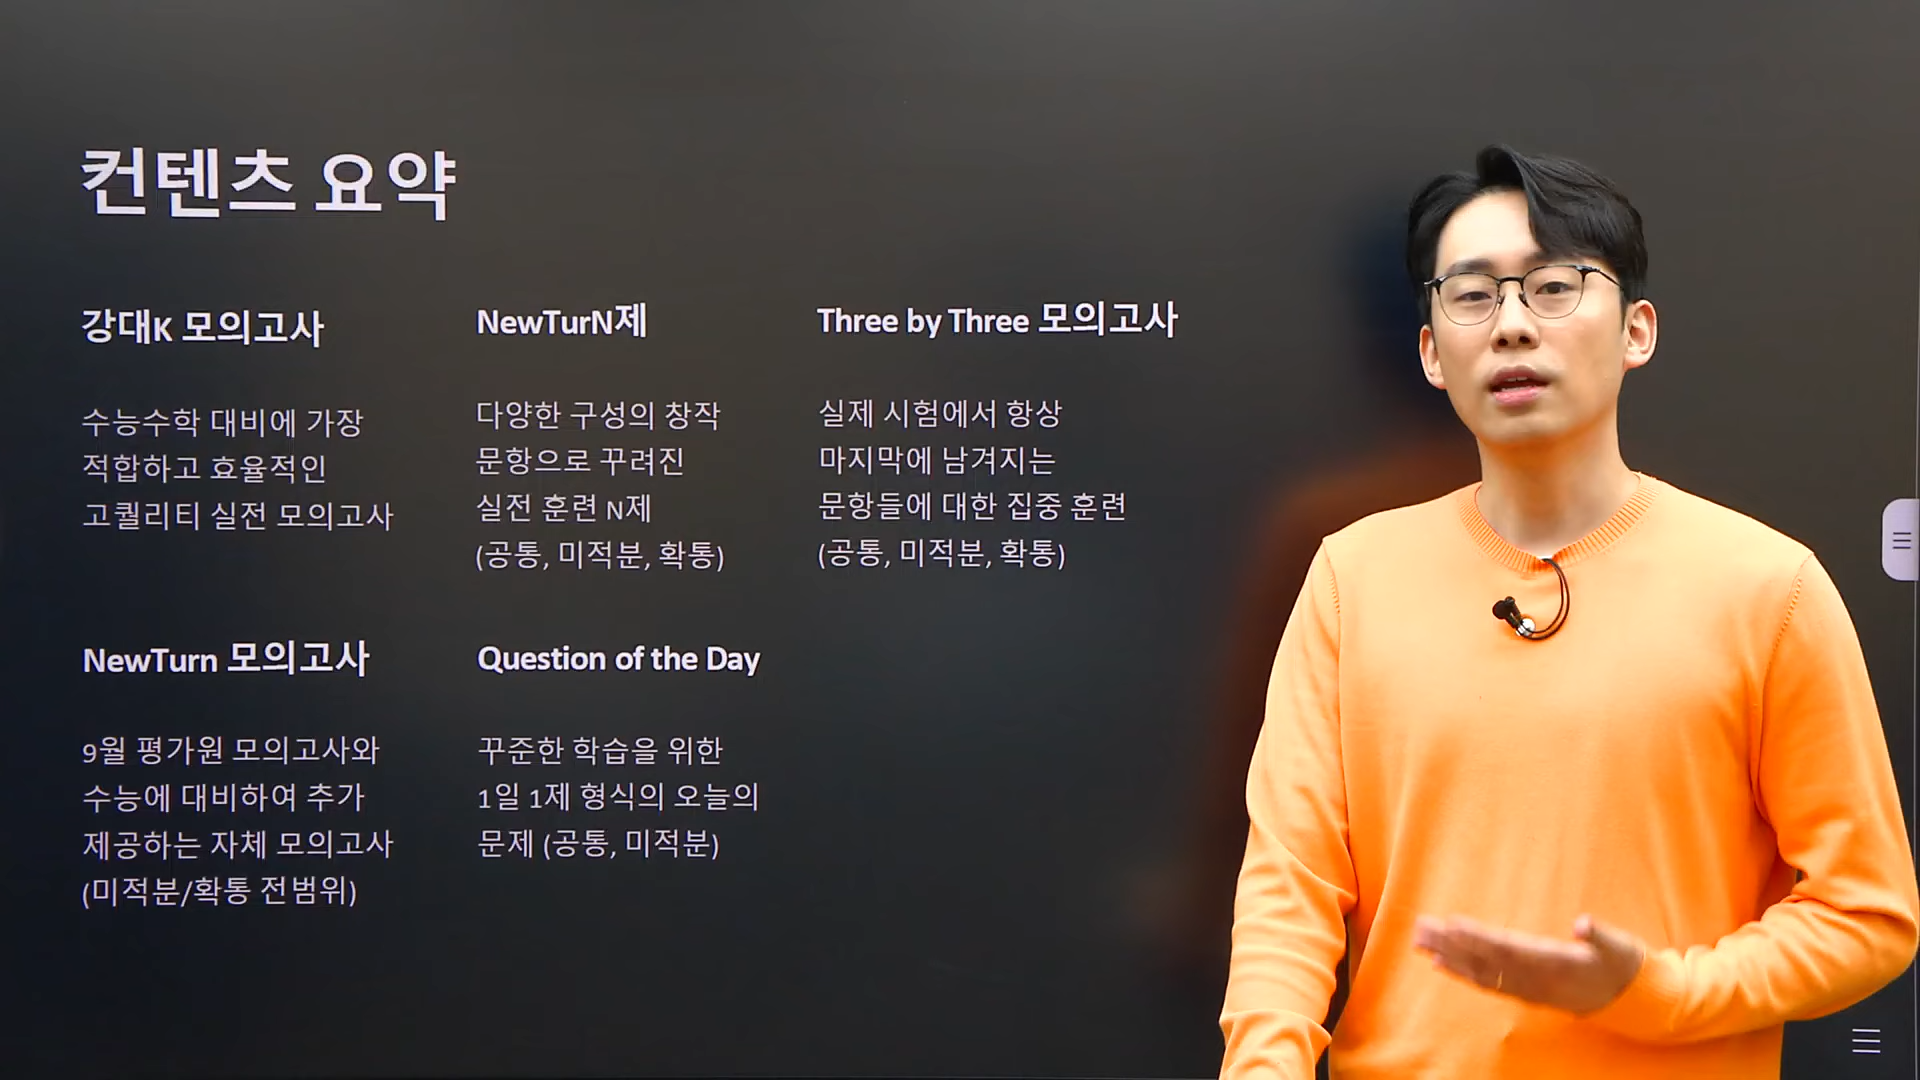 컨텐츠 요약
강대K 모의고사
수능수학 대비에 가장
적합하고 효율적인
고퀄리티 실전 모의고사
NewTurN제
다양한 구성의 창작
문항으로 꾸려진
실전 훈련 N제
(공통, 미적분, 확통)
Three by Three 모의고사
실제 시험에서 항상
마지막에 남겨지는
문항들에 대한 집중 훈련
(공통, 미적분, 확통)
NewTurn 모의고사
9월 평가원 모의고사와
수능에 대비하여 추가
제공하는 자체 모의고사
(미적분/확통 전범위)
Question of the Day
꾸준한 학습을 위한
1일 1제 형식의 오늘의
문제 (공통, 미적분)